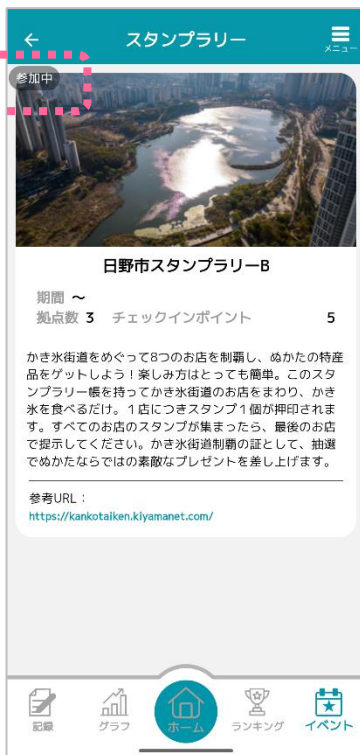 ←
スタンプラリー
メニュー
参加中
日野市スタンプラリーB
期間 ～
拠点数 3 チェックインポイント 5
かき氷街道をめぐって8つのお店を制覇し、ぬかたの特産
品をゲットしよう！楽しみ方はとっても簡単。このスタ
ンプラリー帳を持ってかき氷街道のお店をまわり、かき
氷を食べるだけ。１店につきスタンプ１個が押印されま
す。すべてのお店のスタンプが集まったら、最後のお店
で提示してください。かき氷街道制覇の証として、抽選
でぬかたならではの素敵なプレゼントを差し上げます。
参考URL：
https://kankotaiken.kiyamanet.com/
記録 グラフ ホーム ランキング イベント